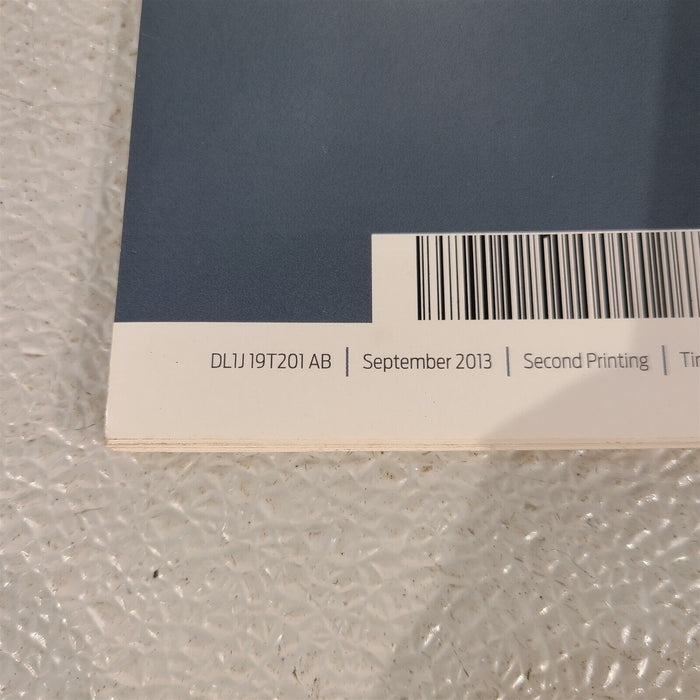 DL1J 19T201 AB | September 2013 | Second Printing |